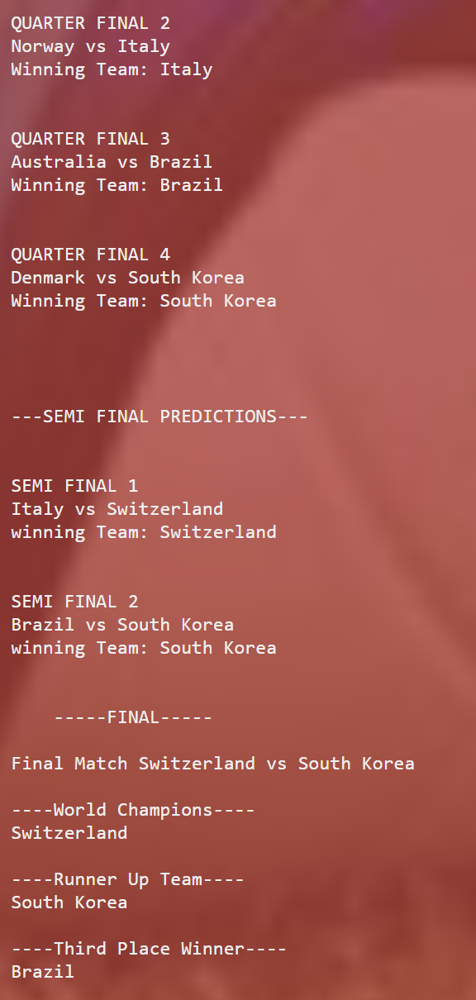 QUARTER FINAL 2
Norway vs Italy
Winning Team: Italy
QUARTER FINAL 3
Australia vs Brazil
Winning Team: Brazil
QUARTER FINAL 4
Denmark vs South Korea
Winning Team: South Korea
---SEMI FINAL PREDICTIONS---
SEMI FINAL 1
Italy vs Switzerland
winning Team: Switzerland
SEMI FINAL 2
Brazil vs South Korea
winning Team: South Korea
-----FINAL-----
Final Match Switzerland vs South Korea
----World Champions----
Switzerland
----Runner Up Team----
South Korea
----Third Place Winner----
Brazil